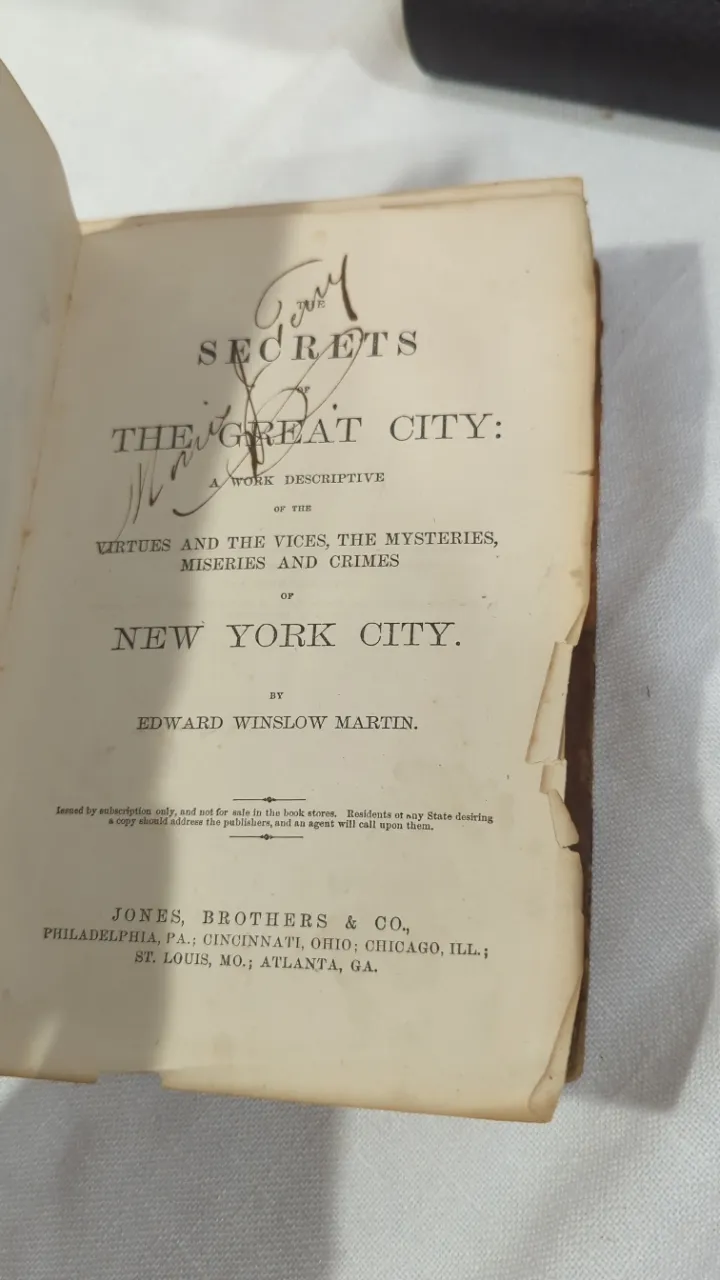 THE
SECRETS
OF
THE GREAT CITY:
A WORK DESCRIPTIVE
OF THE
VIRTUES AND THE VICES, THE MYSTERIES,
MISERIES AND CRIMES
OF
NEW YORK CITY.
BY
EDWARD WINSLOW MARTIN.
Issued by subscription only, and not for sale in the book stores. Residents of any State desiring
a copy should address the publishers, and an agent will call upon them.
JONES, BROTHERS & CO.,
PHILADELPHIA, PA.; CINCINNATI, OHIO; CHICAGO, ILL.;
ST. LOUIS, MO.; ATLANTA, GA.